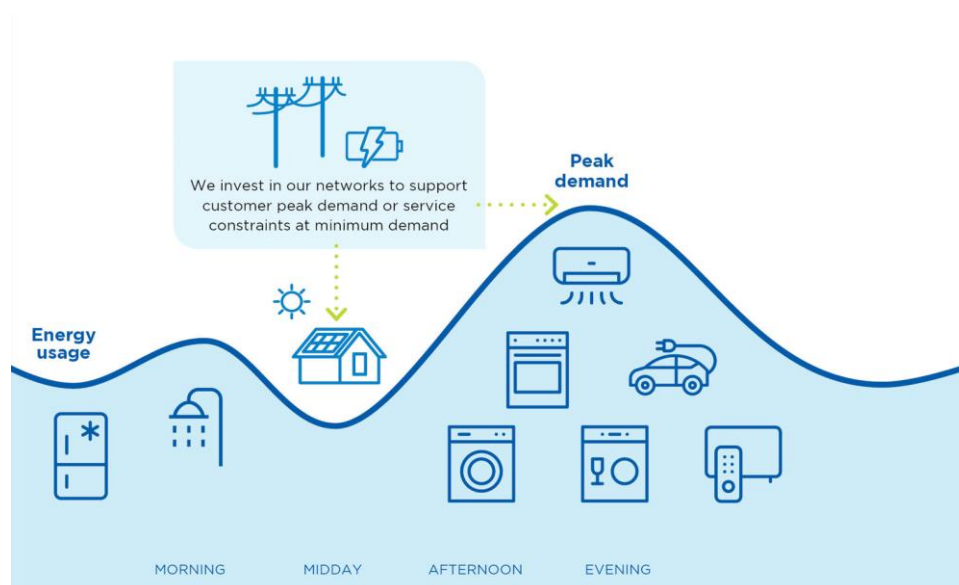 We invest in our networks to support
customer peak demand or service
constraints at minimum demand
Peak
demand
Energy
usage
MORNING
MIDDAY
AFTERNOON
EVENING